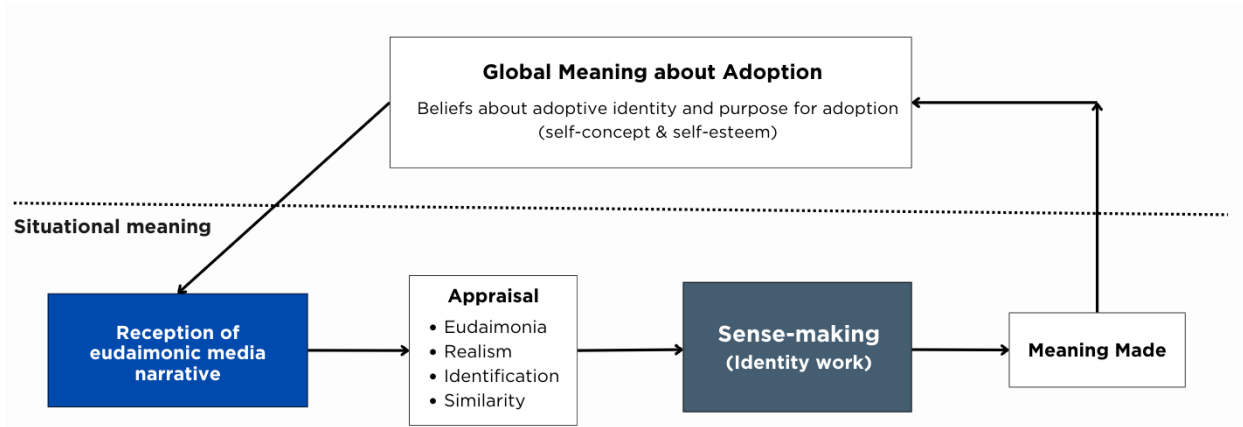 Global Meaning about Adoption
Beliefs about adoptive identity and purpose for adoption
(self-concept & self-esteem)
Situational meaning
Reception of
eudaimonic media
narrative
Appraisal
• Eudaimonia
• Realism
• Identification
• Similarity
Sense-making
(Identity work)
Meaning Made